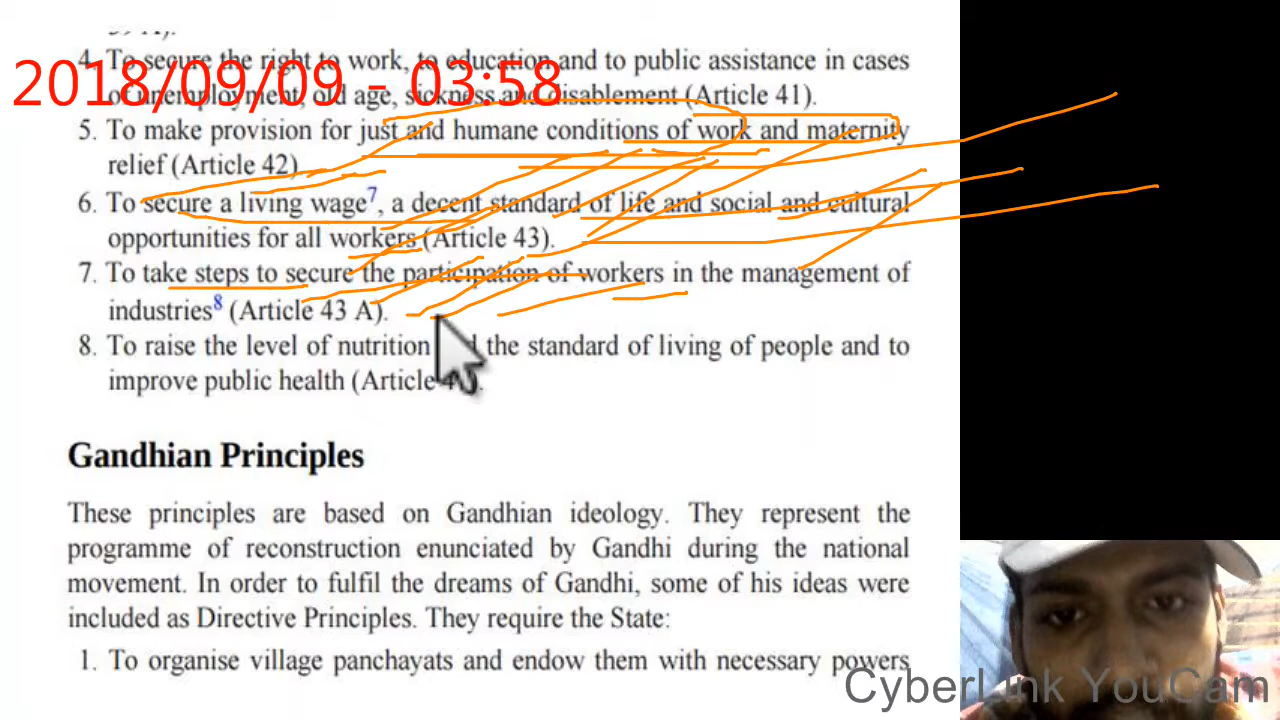 4. To secure the right to work, to education and to public assistance in cases
2018/09/09 - 03:58
of unemployment, old age, sickness and disablement (Article 41).
5. To make provision for just and humane conditions of work and maternity
relief (Article 42).
6. To secure a living wage7, a decent standard of life and social and cultural
opportunities for all workers (Article 43).
7. To take steps to secure the participation of workers in the management of
industries8 (Article 43 A).
8. To raise the level of nutrition the standard of living of people and to
improve public health (Article
Gandhian Principles
These principles are based on Gandhian ideology. They represent the
programme of reconstruction enunciated by Gandhi during the national
movement. In order to fulfil the dreams of Gandhi, some of his ideas were
included as Directive Principles. They require the State:
1. To organise village panchayats and endow them with necessary powers
CyberLink YouCam